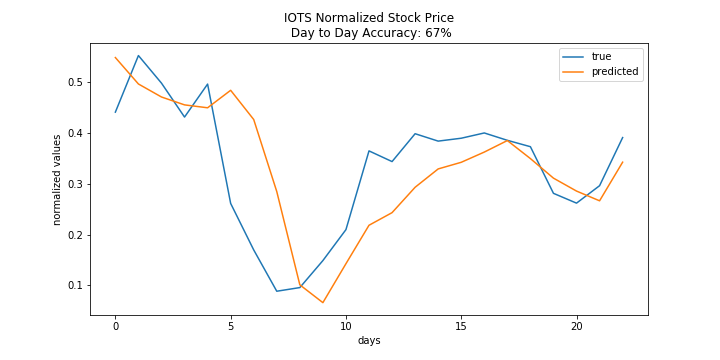 IOTS Normalized Stock Price
Day to Day Accuracy: 67%
true
predicted
normalized values
0.5
0.4
0.3
0.2
0.1
0 5 10 15 20
days